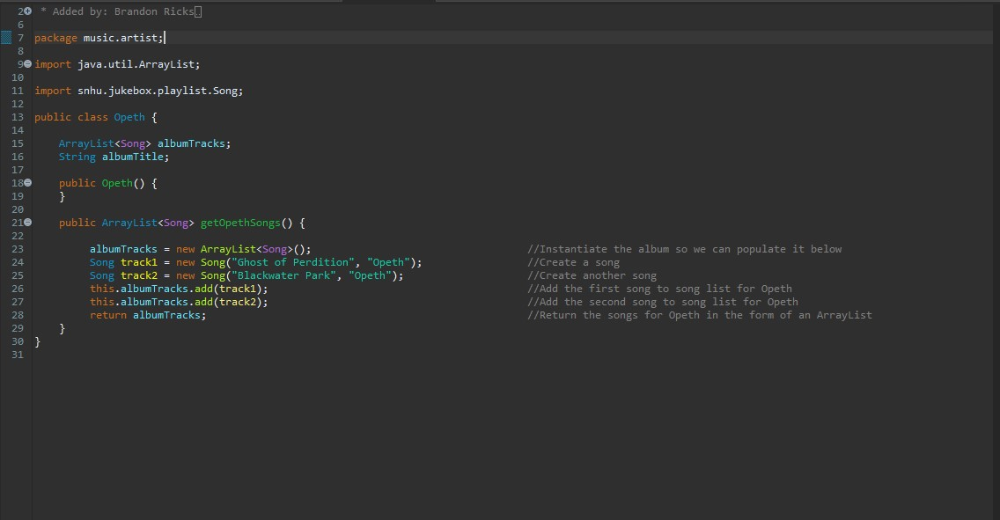 2 * Added by: Brandon Ricks
6
7 package music.artist;
8
9 import java.util.ArrayList;
10
11 import snhu.jukebox.playlist.Song;
12
13 public class Opeth {
14
15     ArrayList<Song> albumTracks;
16     String albumTitle;
17
18     public Opeth() {
19     }
20
21     public ArrayList<Song> getOpethSongs() {
22
23         albumTracks = new ArrayList<Song>(); //Instantiate the album so we can populate it below
24         Song track1 = new Song("Ghost of Perdition", "Opeth"); //Create a song
25         Song track2 = new Song("Blackwater Park", "Opeth"); //Create another song
26         this.albumTracks.add(track1); //Add the first song to song list for Opeth
27         this.albumTracks.add(track2); //Add the second song to song list for Opeth
28         return albumTracks; //Return the songs for Opeth in the form of an ArrayList
29     }
30 }
31